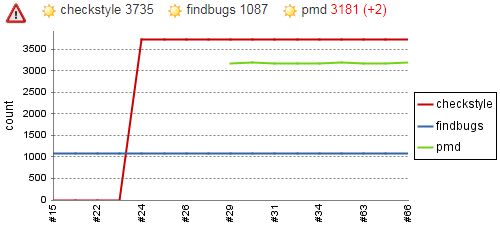 checkstyle 3735 findbugs 1087 pmd 3181 (+2)
3500
3000
2500
2000
1500
1000
500
0
count
#15 #22 #24 #26 #29 #31 #34 #63 #66
checkstyle
findbugs
pmd